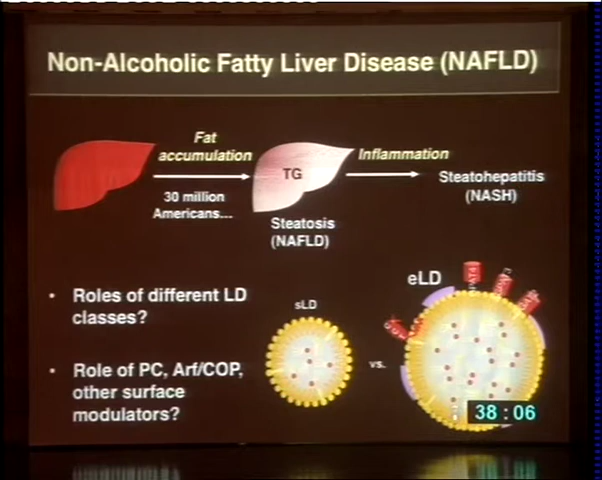 Non-Alcoholic Fatty Liver Disease (NAFLD)
Fat
accumulation
30 million
Americans...
TG
Steatosis
(NAFLD)
Inflammation
Steatohepatitis
(NASH)
• Roles of different LD
classes?
• Role of PC, Arf/COP,
other surface
modulators?
sLD
vs.
eLD
38:06